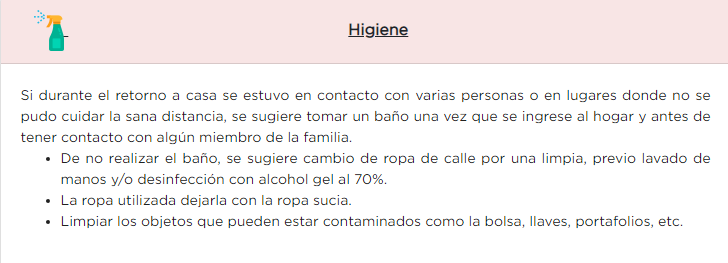 Higiene
Si durante el retorno a casa se estuvo en contacto con varias personas o en lugares donde no se
pudo cuidar la sana distancia, se sugiere tomar un baño una vez que se ingrese al hogar y antes de
tener contacto con algún miembro de la familia.
• De no realizar el baño, se sugiere cambio de ropa de calle por una limpia, previo lavado de
manos y/o desinfección con alcohol gel al 70%.
• La ropa utilizada dejarla con la ropa sucia.
• Limpiar los objetos que pueden estar contaminados como la bolsa, llaves, portafolios, etc.